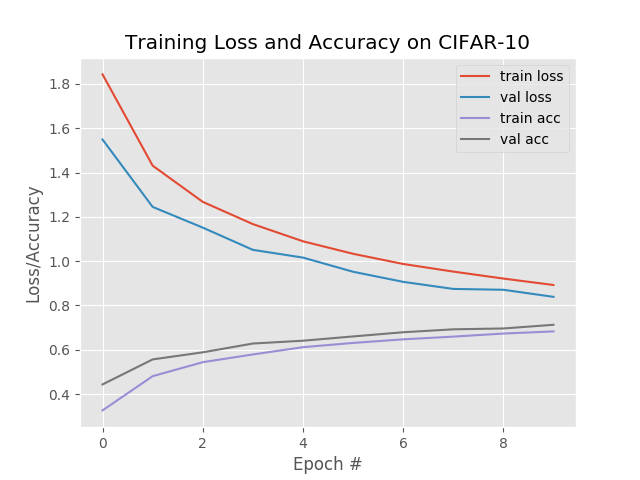 Training Loss and Accuracy on CIFAR-10
train loss
val loss
train acc
val acc
Loss/Accuracy
1.8
1.6
1.4
1.2
1.0
0.8
0.6
0.4
0 2 4 6 8
Epoch #